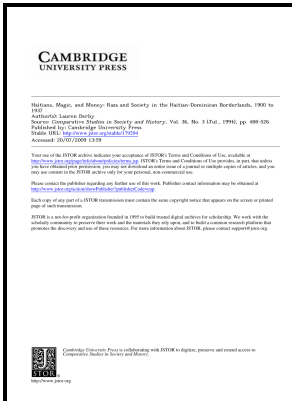 CAMBRIDGE
UNIVERSITY PRESS
Haitians, Magic, and Money: Raza and Society in the Haitian-Dominican Borderlands, 1900 to
1937
Author(s): Lauren Derby
Source: Comparative Studies in Society and History, Vol. 36, No. 3 (Jul., 1994), pp. 488-526
Published by: Cambridge University Press
Stable URL: http://www.jstor.org/stable/179294
Accessed: 20/07/2009 13:59
Your use of the JSTOR archive indicates your acceptance of JSTOR's Terms and Conditions of Use, available at
http://www.jstor.org/page/info/about/policies/terms.jsp. JSTOR's Terms and Conditions of Use provides, in part, that unless
you have obtained prior permission, you may not download an entire issue of a journal or multiple copies of articles, and you
may use content in the JSTOR archive only for your personal, non-commercial use.
Please contact the publisher regarding any further use of this work. Publisher contact information may be obtained at
http://www.jstor.org/action/showPublisher?publisherCode=cup.
Each copy of any part of a JSTOR transmission must contain the same copyright notice that appears on the screen or printed
page of such transmission.
JSTOR is a not-for-profit organization founded in 1995 to build trusted digital archives for scholarship. We work with the
scholarly community to preserve their work and the materials they rely upon, and to build a common research platform that
promotes the discovery and use of these resources. For more information about JSTOR, please contact support@jstor.org.
Cambridge University Press is collaborating with JSTOR to digitize, preserve and extend access to
Comparative Studies in Society and History.
JSTOR
http://www.jstor.org